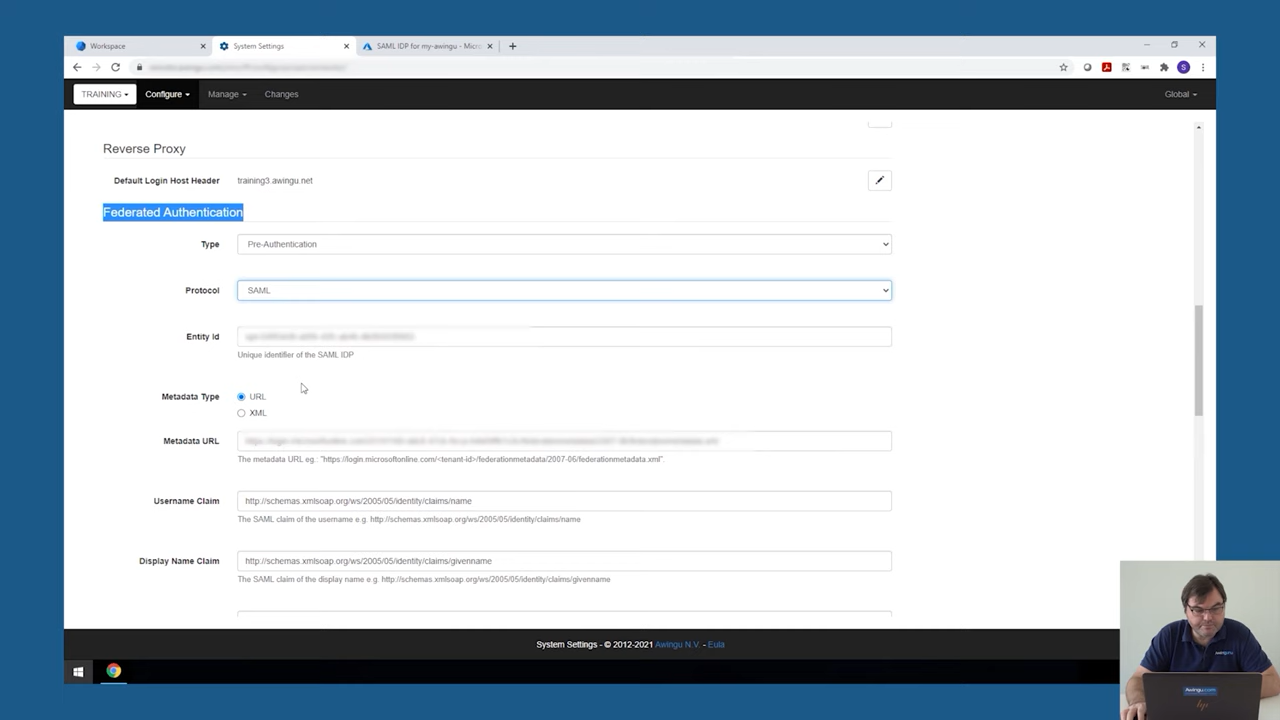 Workspace
System Settings
SAML IDP for my-awingu - Micro
TRAINING
Configure
Manage
Changes
Global
Reverse Proxy
Default Login Host Header
training3.awingu.net
Federated Authentication
Type
Pre-Authentication
Protocol
SAML
Entity id
Unique identifier of the SAML IDP
Metadata Type
URL
XML
Metadata URL
The metadata URL eg.: "https://login.microsoftonline.com/<tenant-id>/federationmetadata/2007-06/federationmetadata.xml".
Username Claim
http://schemas.xmlsoap.org/ws/2005/05/identity/claims/name
The SAML claim of the username e.g. http://schemas.xmlsoap.org/ws/2005/05/identity/claims/name
Display Name Claim
http://schemas.xmlsoap.org/ws/2005/05/identity/claims/givenname
The SAML claim of the display name e.g. http://schemas.xmlsoap.org/ws/2005/05/identity/claims/givenname
System Settings - © 2012-2021 Awingu N.V. - Eula
Awingu.com
hp